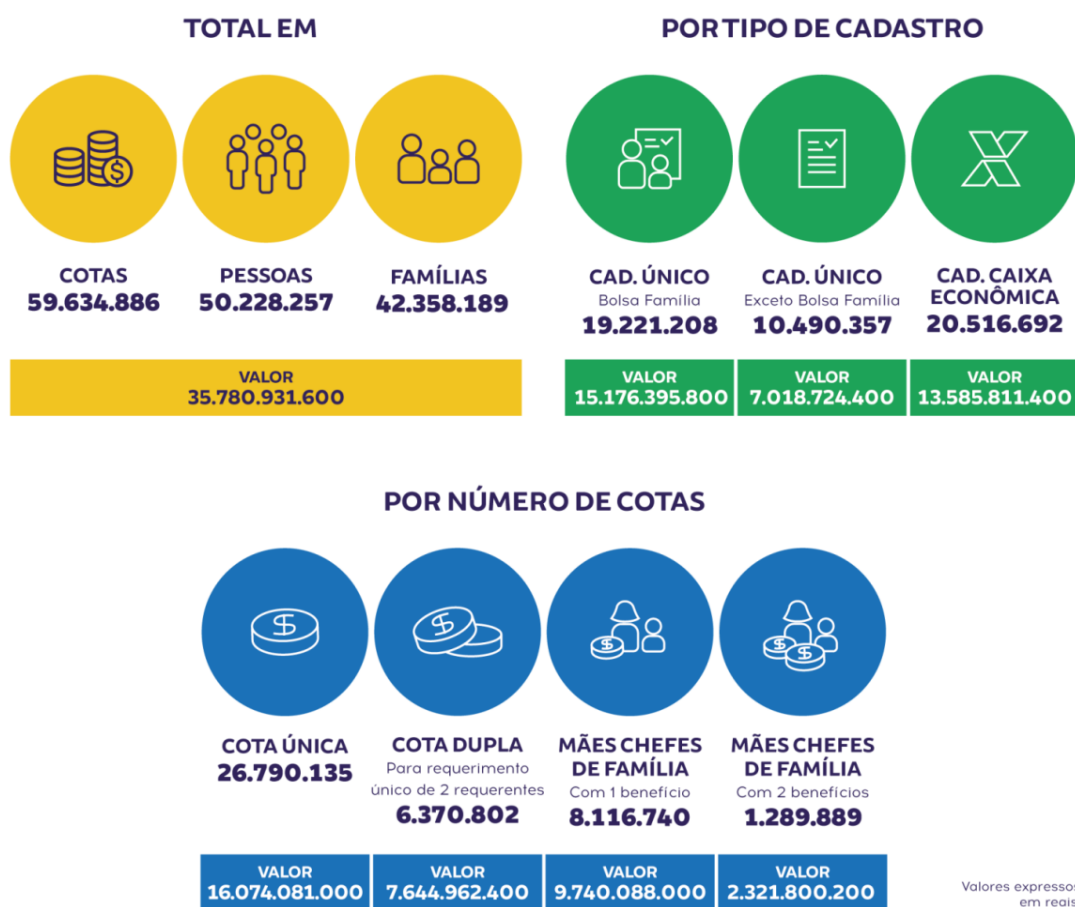 TOTAL EM
COTAS
59.634.886
PESSOAS
50.228.257
FAMÍLIAS
42.358.189
VALOR
35.780.931.600
POR TIPO DE CADASTRO
CAD. ÚNICO
Bolsa Família
19.221.208
CAD. ÚNICO
Exceto Bolsa Família
10.490.357
CAD. CAIXA
ECONÔMICA
20.516.692
VALOR
15.176.395.800
VALOR
7.018.724.400
VALOR
13.585.811.400
POR NÚMERO DE COTAS
COTA ÚNICA
26.790.135
COTA DUPLA
Para requerimento
único de 2 requerentes
6.370.802
MÃES CHEFES
DE FAMÍLIA
Com 1 benefício
8.116.740
MÃES CHEFES
DE FAMÍLIA
Com 2 benefícios
1.289.889
VALOR
16.074.081.000
VALOR
7.644.962.400
VALOR
9.740.088.000
VALOR
2.321.800.200
Valores expressos
em reais